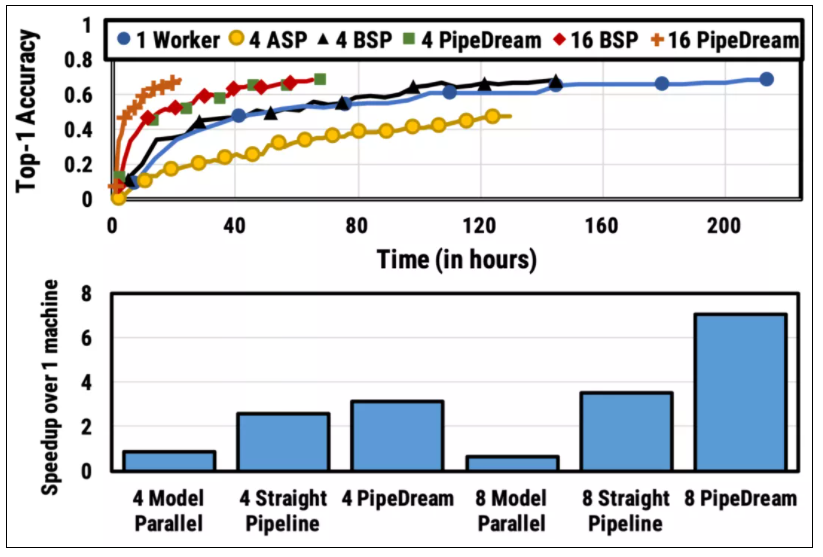 1
1 Worker 4 ASP 4 BSP 4 PipeDream 16 BSP 16 PipeDream
0.8
0.6
0.4
0.2
0
Top-1 Accuracy
0 40 80 120 160 200
Time (in hours)
8
6
4
2
0
Speedup over 1 machine
4 Model Parallel
4 Straight Pipeline
4 PipeDream
8 Model Parallel
8 Straight Pipeline
8 PipeDream